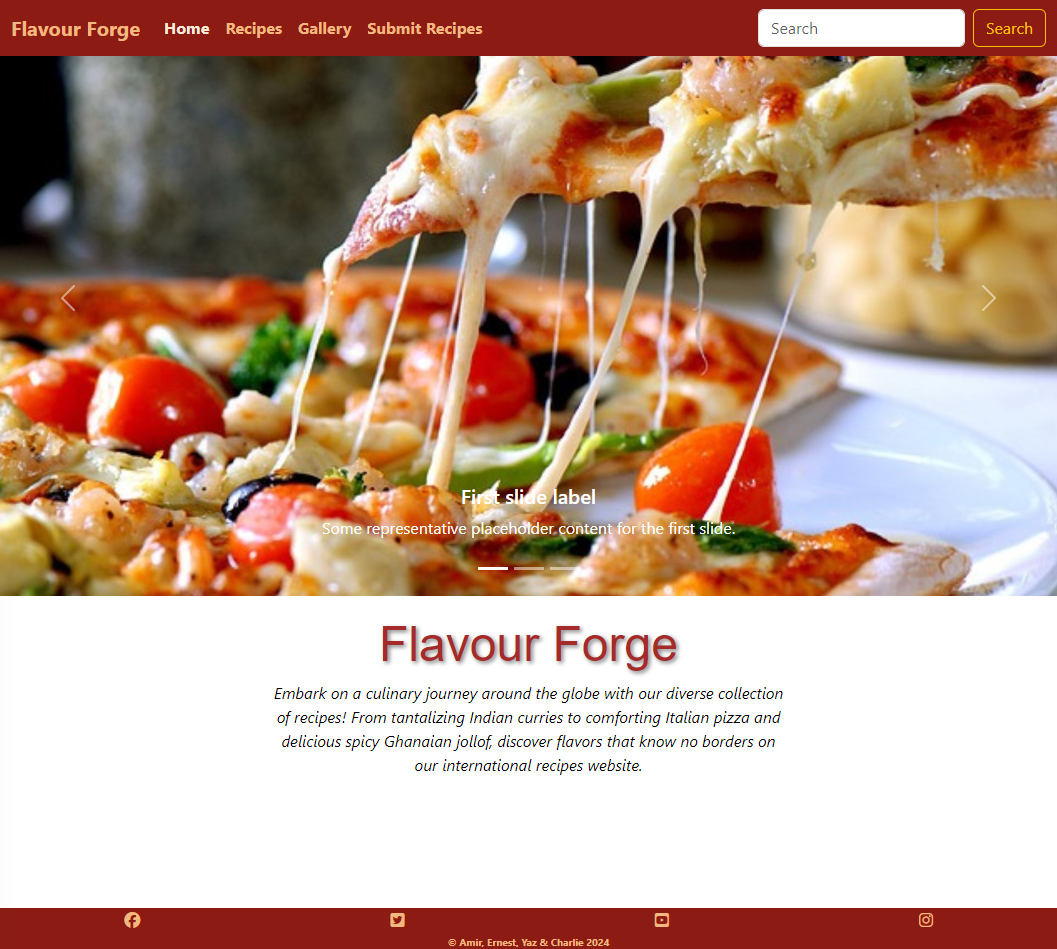 Flavour Forge Home Recipes Gallery Submit Recipes Search Search
First slide label
Some representative placeholder content for the first slide.
Flavour Forge
Embark on a culinary journey around the globe with our diverse collection
of recipes! From tantalizing Indian curries to comforting Italian pizza and
delicious spicy Ghanaian jollof, discover flavors that know no borders on
our international recipes website.
© Amir, Ernest, Yaz & Charlie 2024